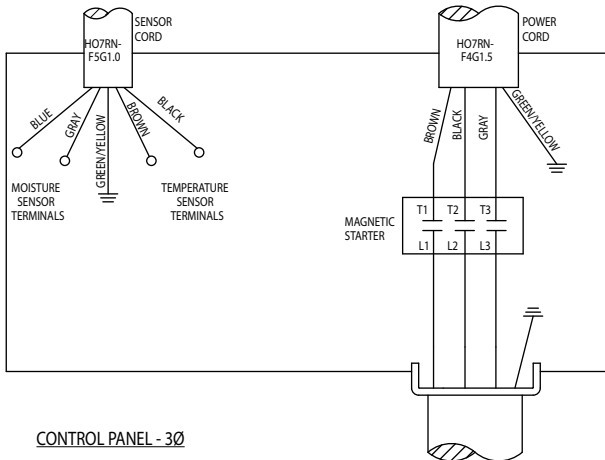 SENSOR
CORD
HO7RN-
F5G1.0
BLUE
GRAY
GREEN/YELLOW
BROWN
BLACK
MOISTURE
SENSOR
TERMINALS
TEMPERATURE
SENSOR
TERMINALS
POWER
CORD
HO7RN-
F4G1.5
BROWN
BLACK
GRAY
GREEN/YELLOW
MAGNETIC
STARTER
T1 T2 T3
L1 L2 L3
CONTROL PANEL - 3Ø